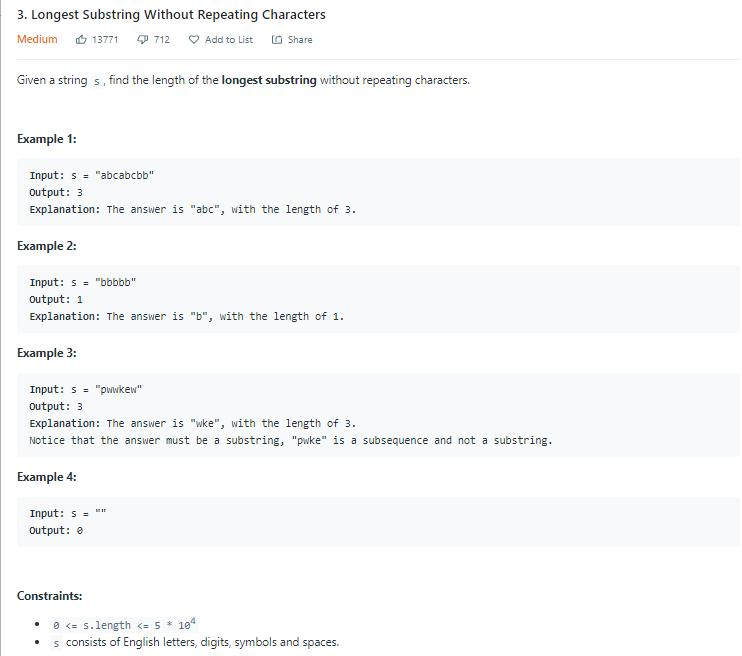 3. Longest Substring Without Repeating Characters
Medium 13771 712 Add to List Share
Given a string s, find the length of the longest substring without repeating characters.
Example 1:
Input: s = "abcabcbb"
Output: 3
Explanation: The answer is "abc", with the length of 3.
Example 2:
Input: s = "bbbbb"
Output: 1
Explanation: The answer is "b", with the length of 1.
Example 3:
Input: s = "pwwkew"
Output: 3
Explanation: The answer is "wke", with the length of 3.
Notice that the answer must be a substring, "pwke" is a subsequence and not a substring.
Example 4:
Input: s = ""
Output: 0
Constraints:
• 0 <= s.length <= 5 * 10⁴
• s consists of English letters, digits, symbols and spaces.